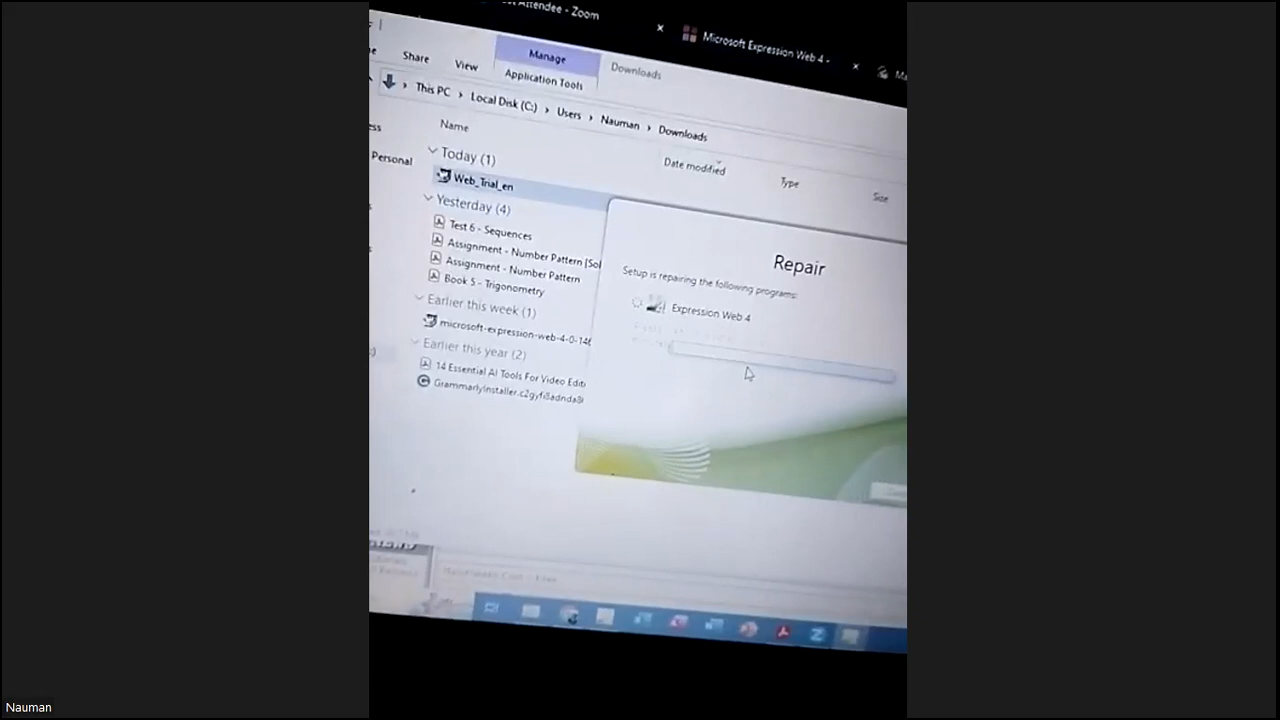 Attendee - Zoom
Microsoft Expression Web 4 -
Manage
Downloads
Share
View
Application Tools
This PC > Local Disk (C:) > Users > Nauman > Downloads
Name
Date modified
Type
Size
Personal
Today (1)
Web_Trial_en
Yesterday (4)
Test 6 - Sequences
Assignment - Number Pattern [Sol
Assignment - Number Pattern
Book 5 - Trigonometry
Earlier this week (1)
microsoft-expression-web-4-0-146
Earlier this year (2)
14 Essential AI Tools For Video Edit
Repair
Setup is repairing the following programs:
Expression Web 4
Nauman